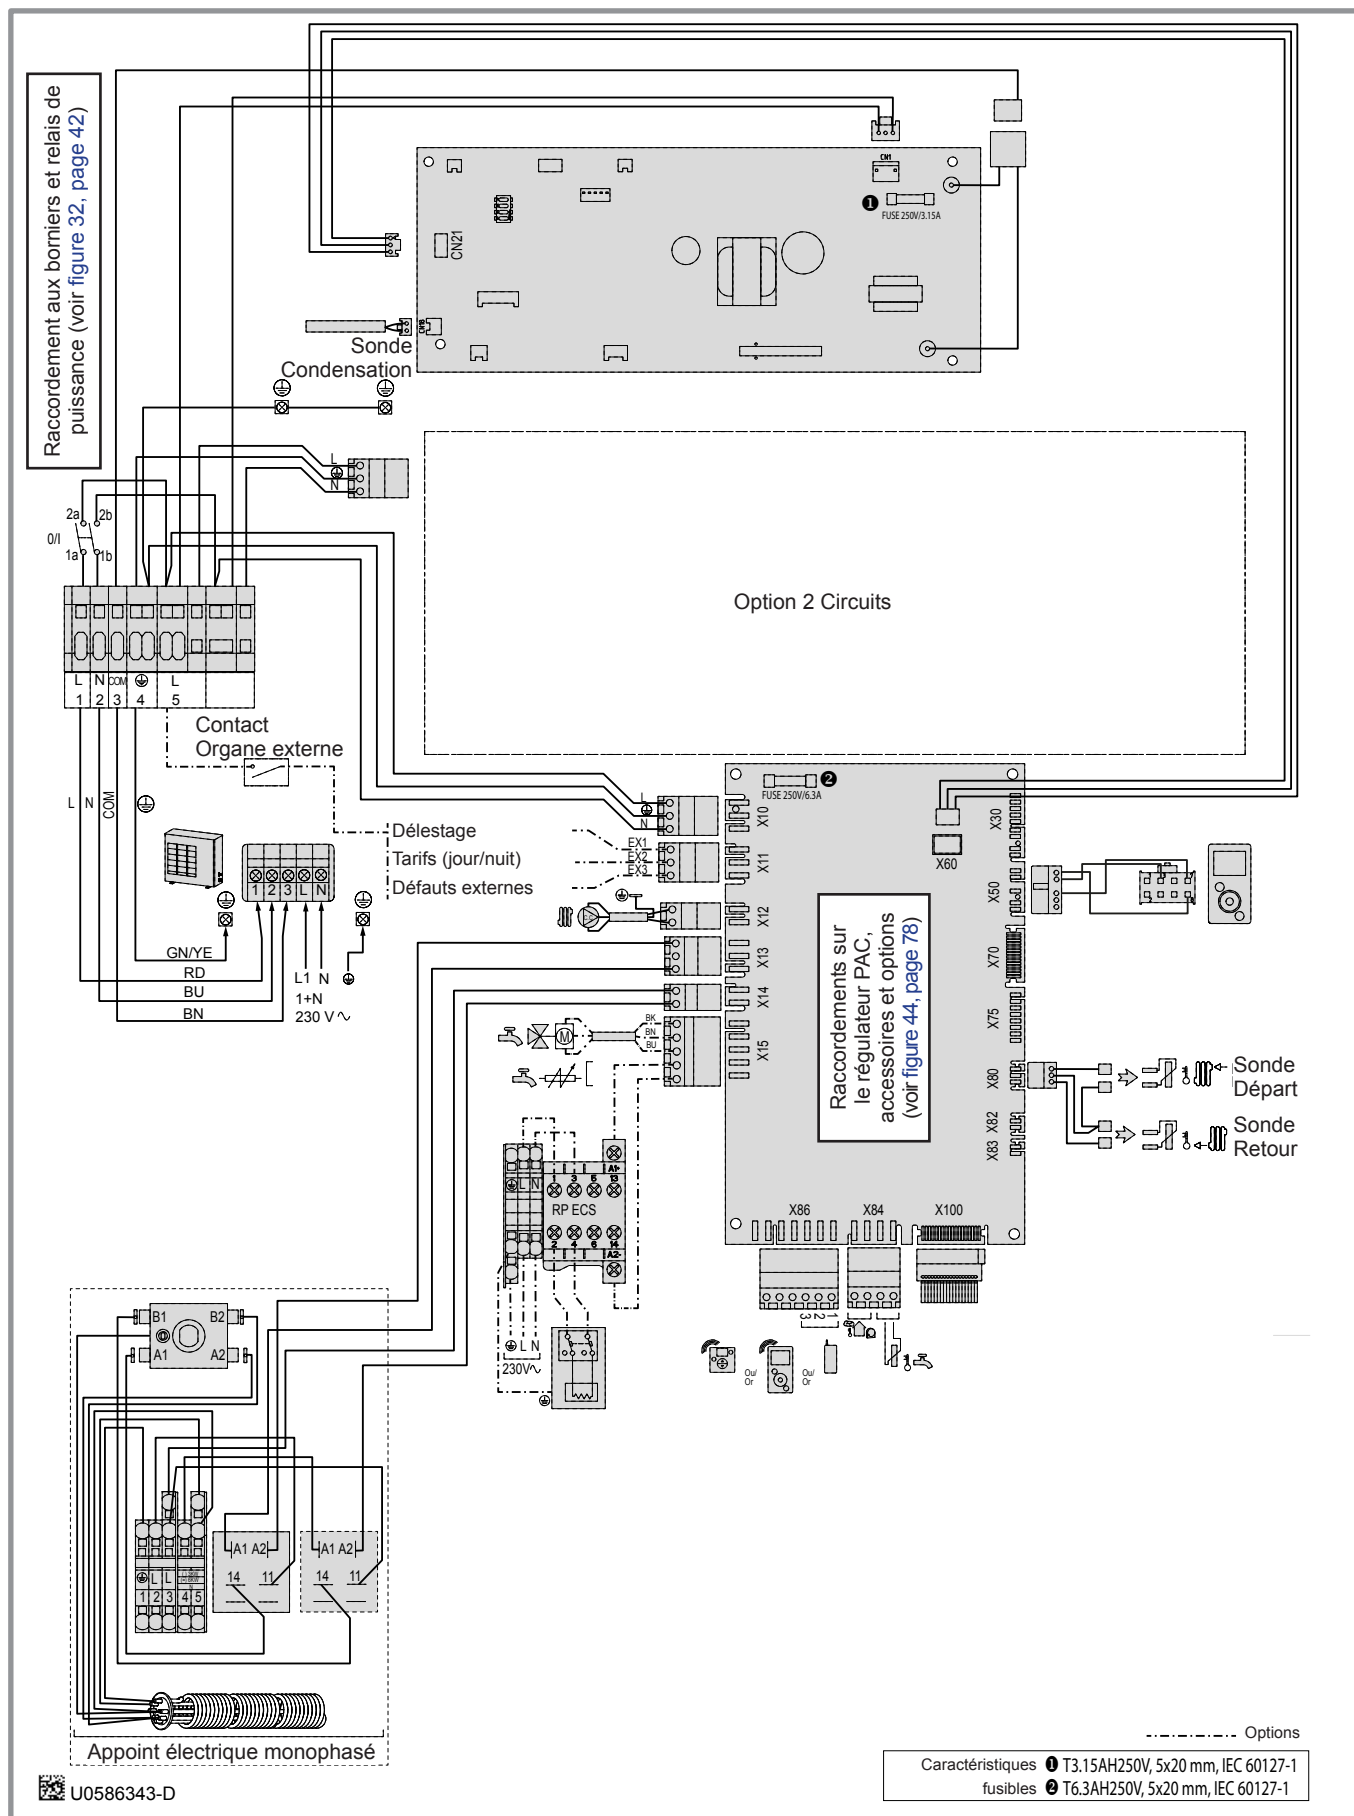 Raccordement aux borniers et relais de
puissance (voir figure 32, page 42)
CN1
❶
FUSE 250V/3.15A
CN21
CN18
Sonde
Condensation
L
N
2a
2b
0/I
1a
1b
Option 2 Circuits
L
N
COM
L
1
2
3
4
5
Contact
Organe externe
L
N
COM
1
2
3
L
N
GN/YE
RD
BU
BN
L1
N
1+N
230 V
Délestage
Tarifs (jour/nuit)
Défauts externes
EX1
EX2
EX3
L
N
FUSE 250V/6.3A
❷
X10
X11
X12
X13
X14
X15
X30
X60
X50
X70
X75
X80
X82
X83
X86
X84
X100
Raccordements sur
le régulateur PAC,
accessoires et options
(voir figure 44, page 78)
M
BK
BN
BU
Sonde
Départ
Sonde
Retour
L
N
1
3
5
13
A1+
RP ECS
2
4
6
14
A2-
L
N
230V
3
2
1
Ou/
Or
Ou/
Or
B1
B2
A1
A2
A1
A2
14
11
A1
A2
14
11
L
L
N
1
2
3
4
5
Appoint électrique monophasé
Options
Caractéristiques ❶ T3.15AH250V, 5x20 mm, IEC 60127-1
fusibles ❷ T6.3AH250V, 5x20 mm, IEC 60127-1
U0586343-D